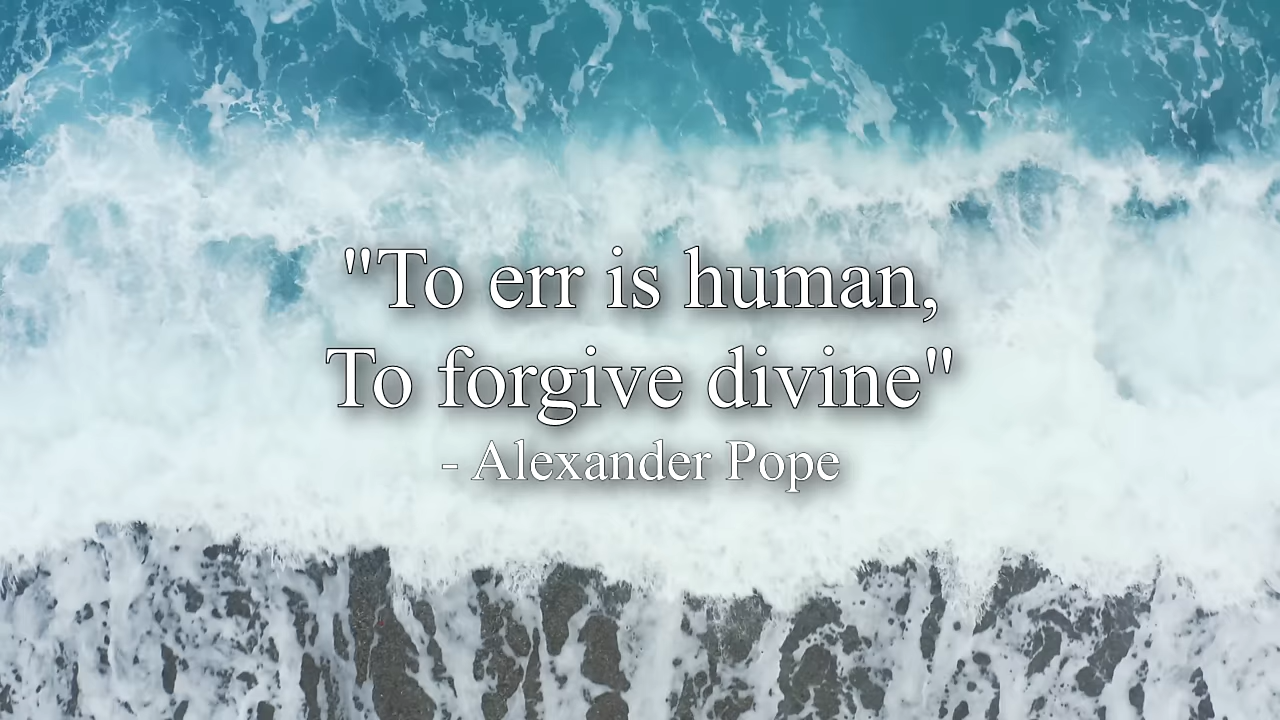 "To err is human,
To forgive divine"
- Alexander Pope